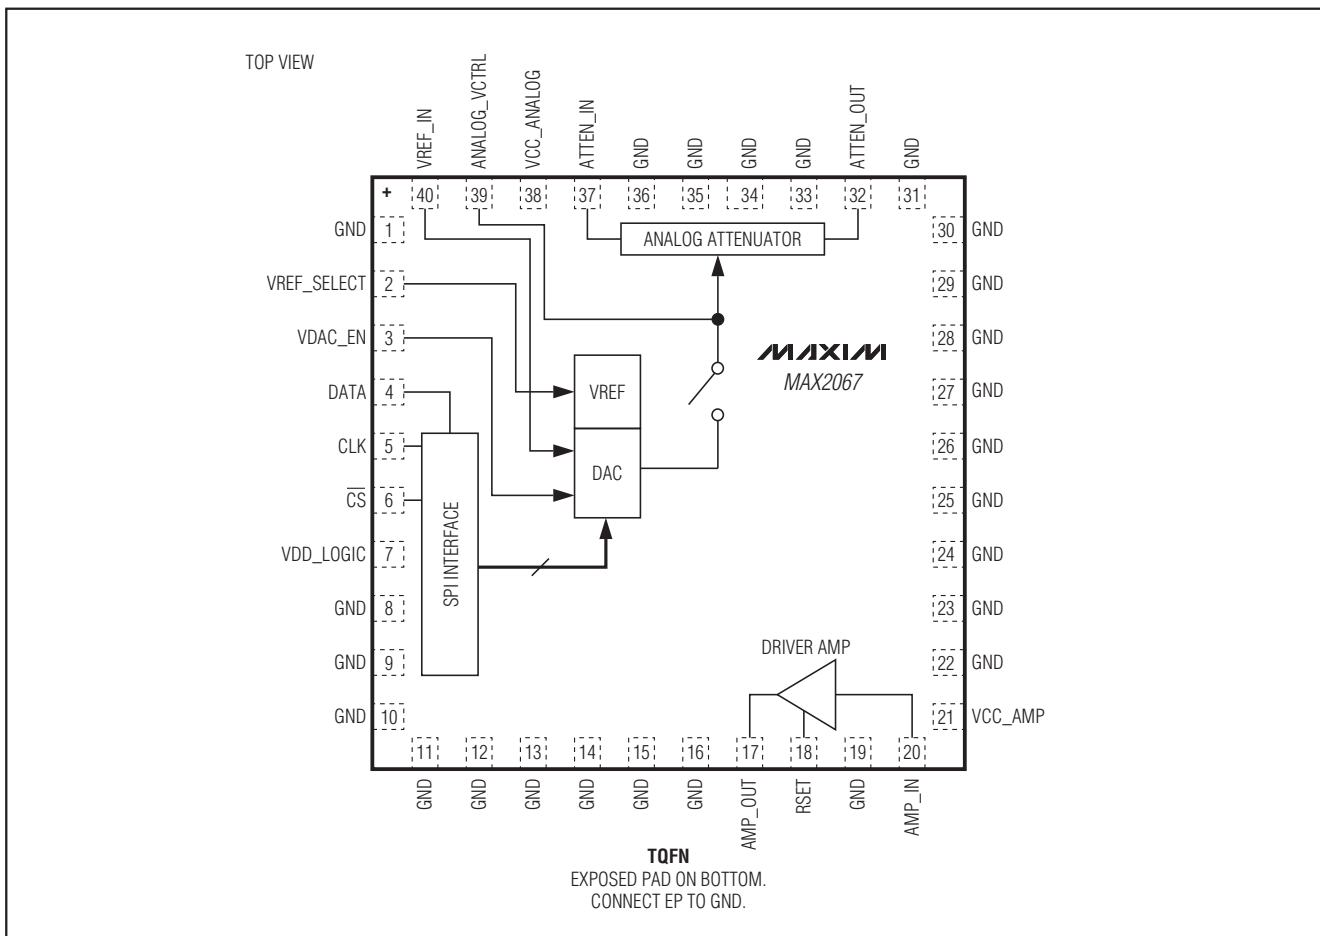 TOP VIEW
VREF_IN
ANALOG_VCTRL
VCC_ANALOG
ATTEN_IN
GND
GND
GND
GND
ATTEN_OUT
GND
+
40
39
38
37
36
35
34
33
32
31
GND 1
VREF_SELECT 2
VDAC_EN 3
DATA 4
CLK 5
CS 6
VDD_LOGIC 7
GND 8
GND 9
GND 10
ANALOG ATTENUATOR
MAXIM
MAX2067
VREF
DAC
SPI INTERFACE
DRIVER AMP
30 GND
29 GND
28 GND
27 GND
26 GND
25 GND
24 GND
23 GND
22 GND
21 VCC_AMP
11
12
13
14
15
16
17
18
19
20
GND
GND
GND
GND
GND
GND
AMP_OUT
RSET
GND
AMP_IN
TQFN
EXPOSED PAD ON BOTTOM.
CONNECT EP TO GND.